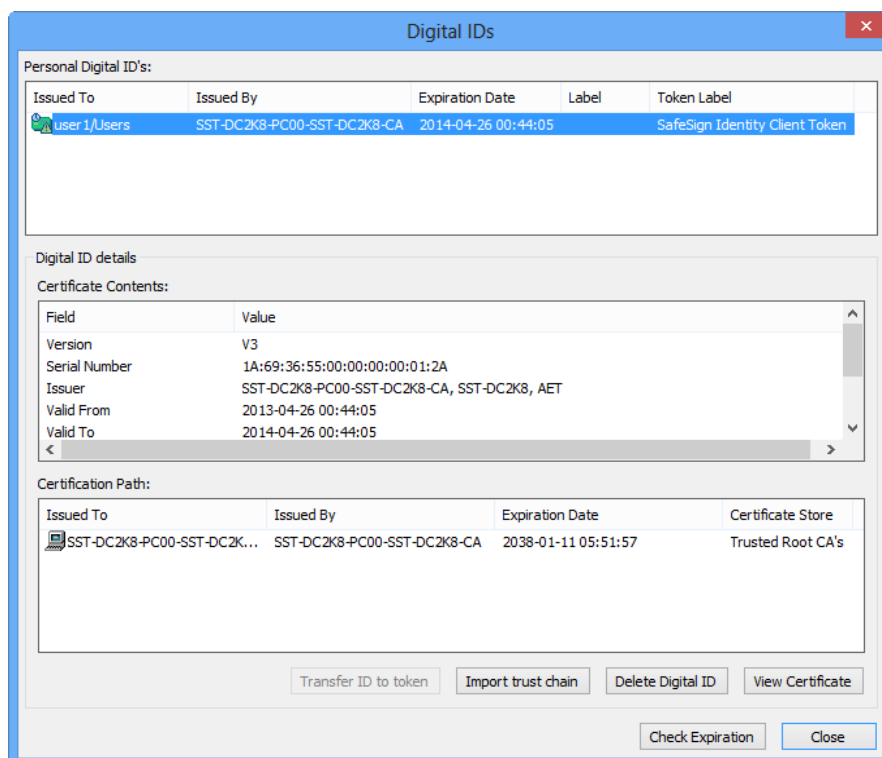 Digital IDs
Personal Digital ID's:
Issued To Issued By Expiration Date Label Token Label
user1/Users SST-DC2K8-PC00-SST-DC2K8-CA 2014-04-26 00:44:05 SafeSign Identity Client Token
Digital ID details
Certificate Contents:
Field Value
Version V3
Serial Number 1A:69:36:55:00:00:00:00:01:2A
Issuer SST-DC2K8-PC00-SST-DC2K8-CA, SST-DC2K8, AET
Valid From 2013-04-26 00:44:05
Valid To 2014-04-26 00:44:05
Certification Path:
Issued To Issued By Expiration Date Certificate Store
SST-DC2K8-PC00-SST-DC2K... SST-DC2K8-PC00-SST-DC2K8-CA 2038-01-11 05:51:57 Trusted Root CA's
Transfer ID to token Import trust chain Delete Digital ID View Certificate
Check Expiration Close